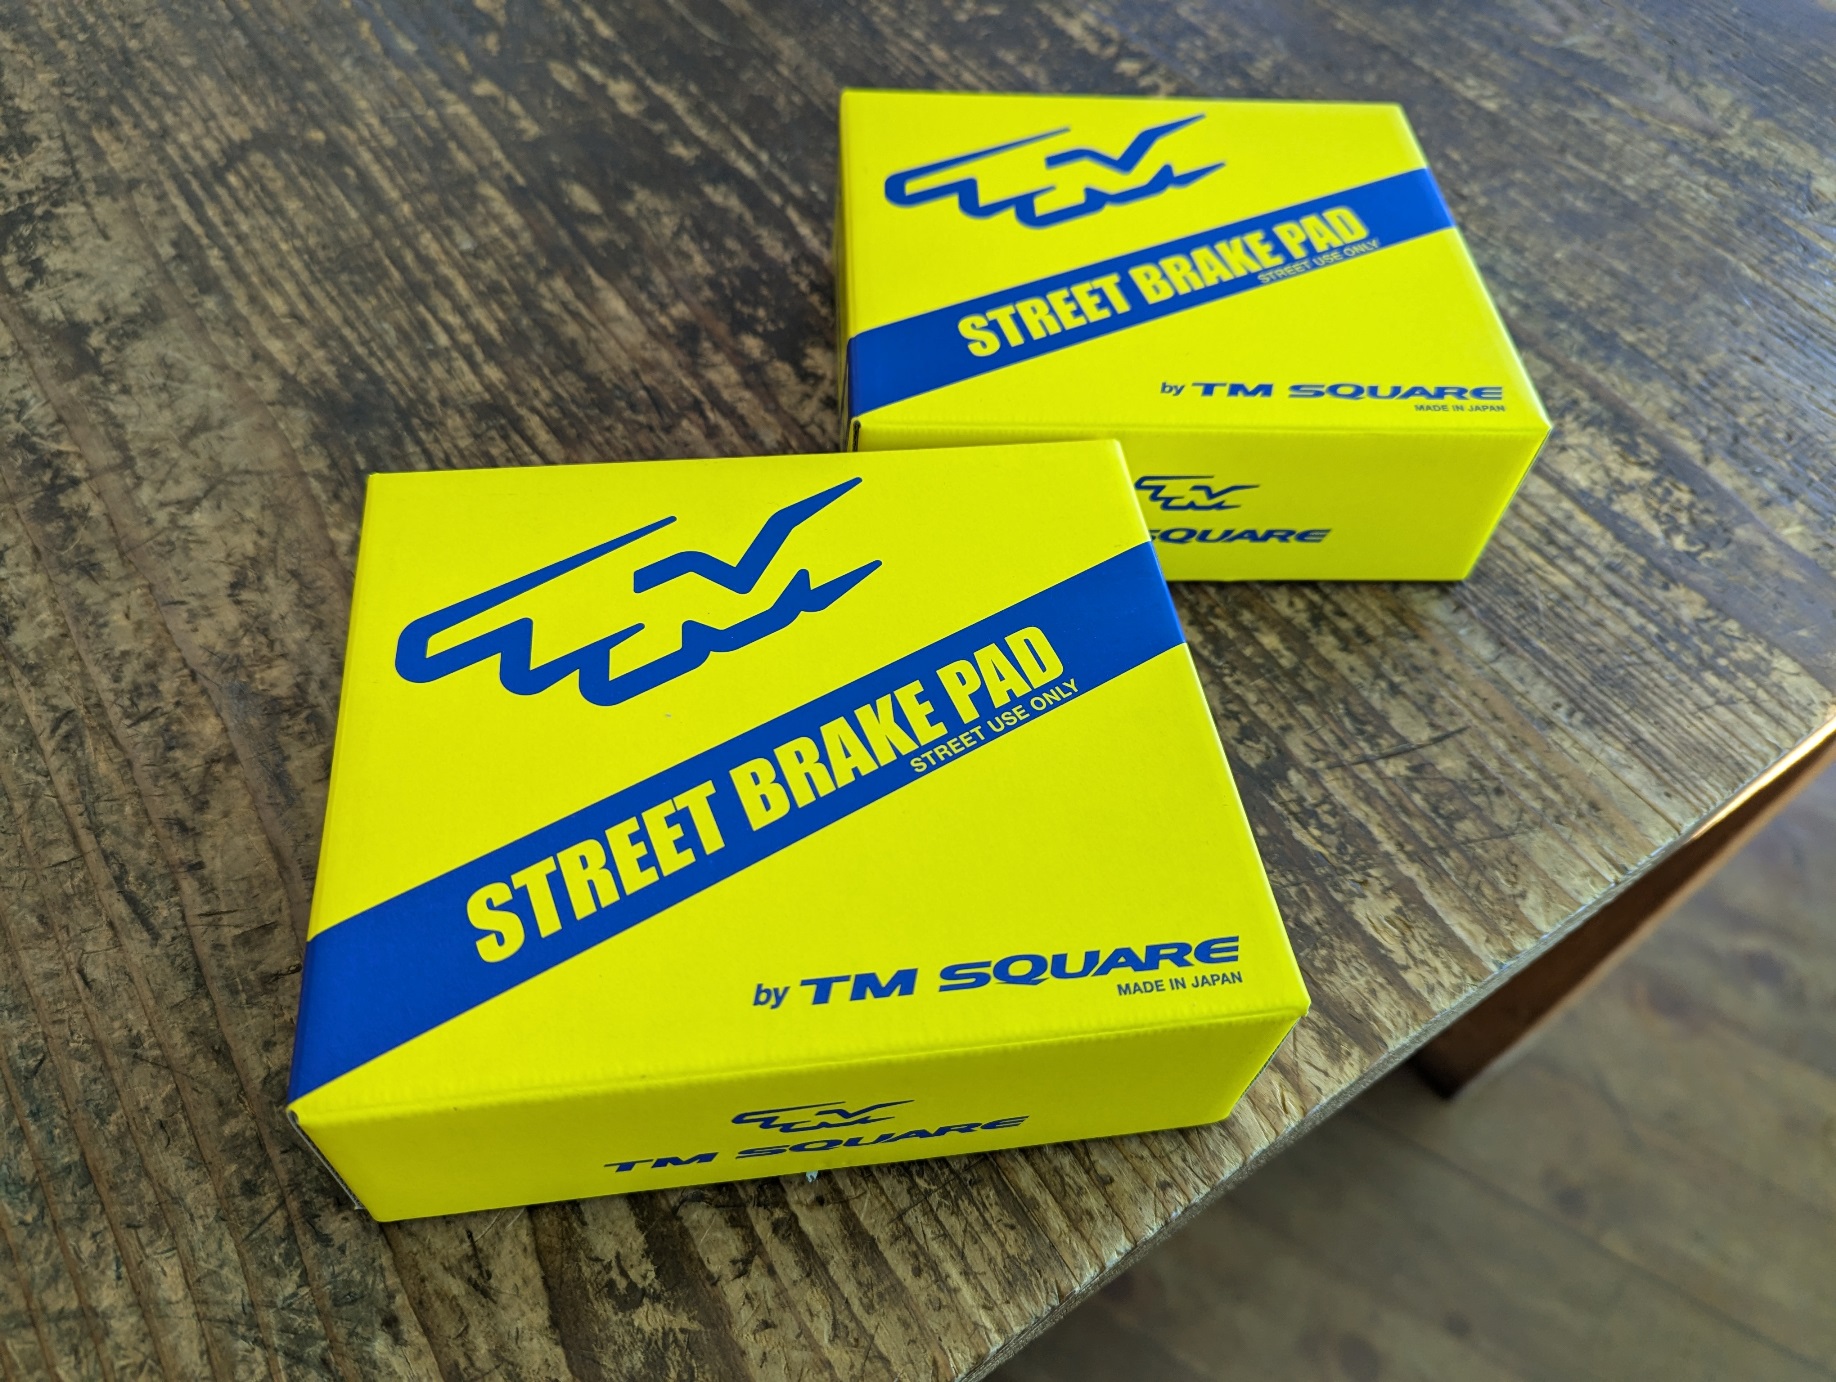 STREET BRAKE PAD
STREET USE ONLY
by TM SQUARE
MADE IN JAPAN
SQUARE
STREET BRAKE PAD
STREET USE ONLY
by TM SQUARE
MADE IN JAPAN
TM SQUARE